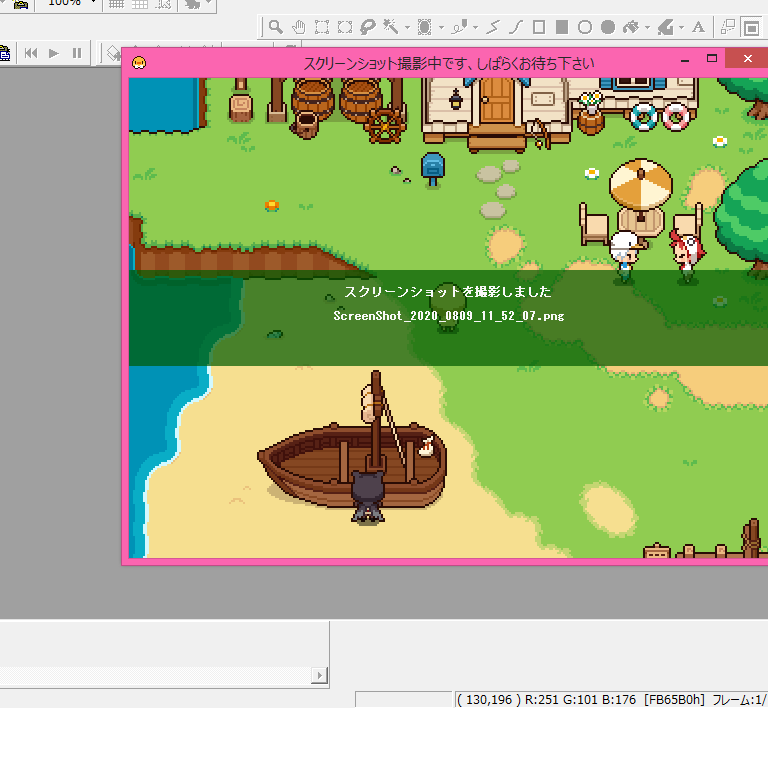 100%
スクリーンショット撮影中です、しばらくお待ち下さい
スクリーンショットを撮影しました
ScreenShot_2020_0809_11_52_07.png
( 130,196 ) R:251 G:101 B:176 [FB65B0h] フレーム:1/